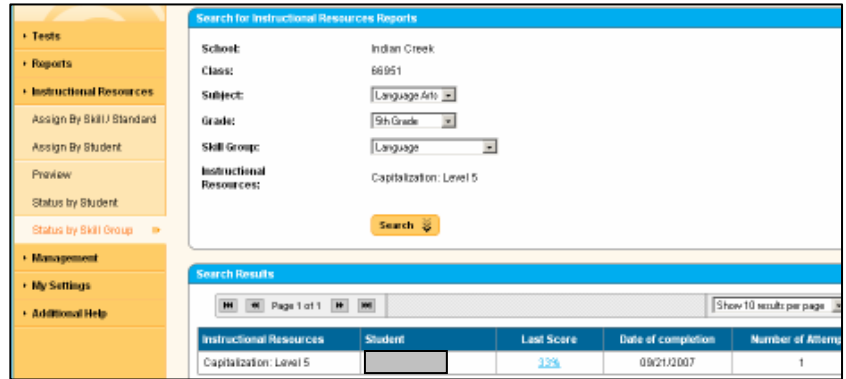 Search for Instructional Resources Reports
Tests
Reports
Instructional Resources
Assign By Skill / Standard
Assign By Student
Preview
Status by Student
Status by Skill Group
Management
My Settings
Additional Help
School: Indian Creek
Class: 66951
Subject: Language Arts
Grade: 5th Grade
Skill Group: Language
Instructional
Resources: Capitalization: Level 5
Search
Search Results
Page 1 of 1
Show 10 results per page
Instructional Resources Student Last Score Date of completion Number of Attemp
Capitalization: Level 5 33% 09/21/2007 1